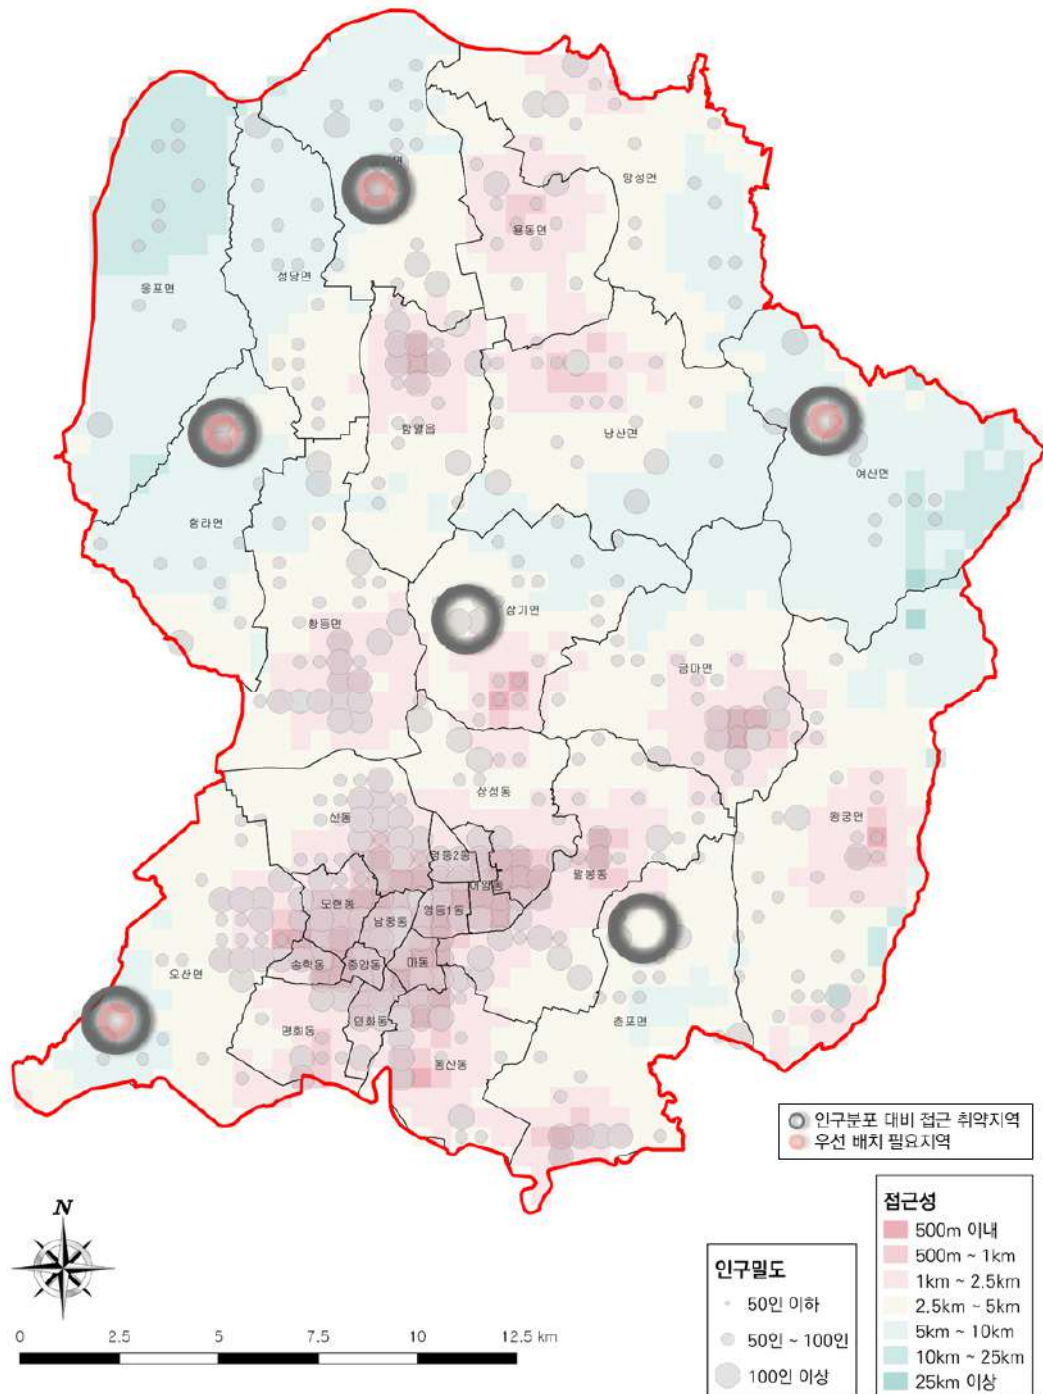 망성면
용동면
성당면
웅포면
함열읍
낭산면
여산면
함라면
삼기면
황등면
금마면
삼성동
왕궁면
신동
영등2동
어양동
팔봉동
모현동
남중동
영등1동
송학동
중앙동
마동
오산면
평화동
인화동
동산동
춘포면
인구분포 대비 접근 취약지역
우선 배치 필요지역
N
0 2.5 5 7.5 10 12.5 km
인구밀도
50인 이하
50인 ~ 100인
100인 이상
접근성
500m 이내
500m ~ 1km
1km ~ 2.5km
2.5km ~ 5km
5km ~ 10km
10km ~ 25km
25km 이상